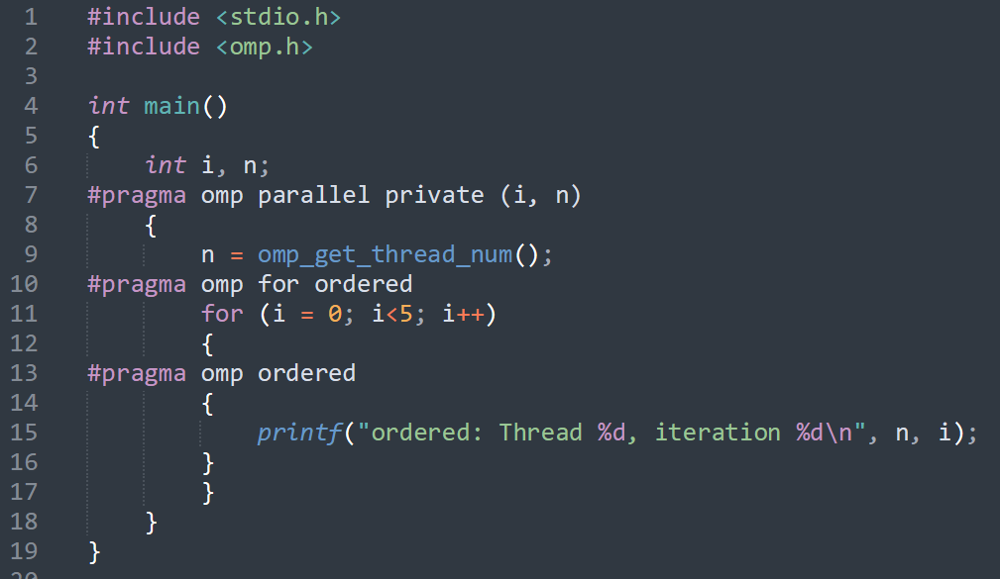 1 #include <stdio.h>
2 #include <omp.h>
3
4 int main()
5 {
6     int i, n;
7 #pragma omp parallel private (i, n)
8     {
9         n = omp_get_thread_num();
10 #pragma omp for ordered
11         for (i = 0; i<5; i++)
12         {
13 #pragma omp ordered
14         {
15             printf("ordered: Thread %d, iteration %d\n", n, i);
16         }
17         }
18     }
19 }
20